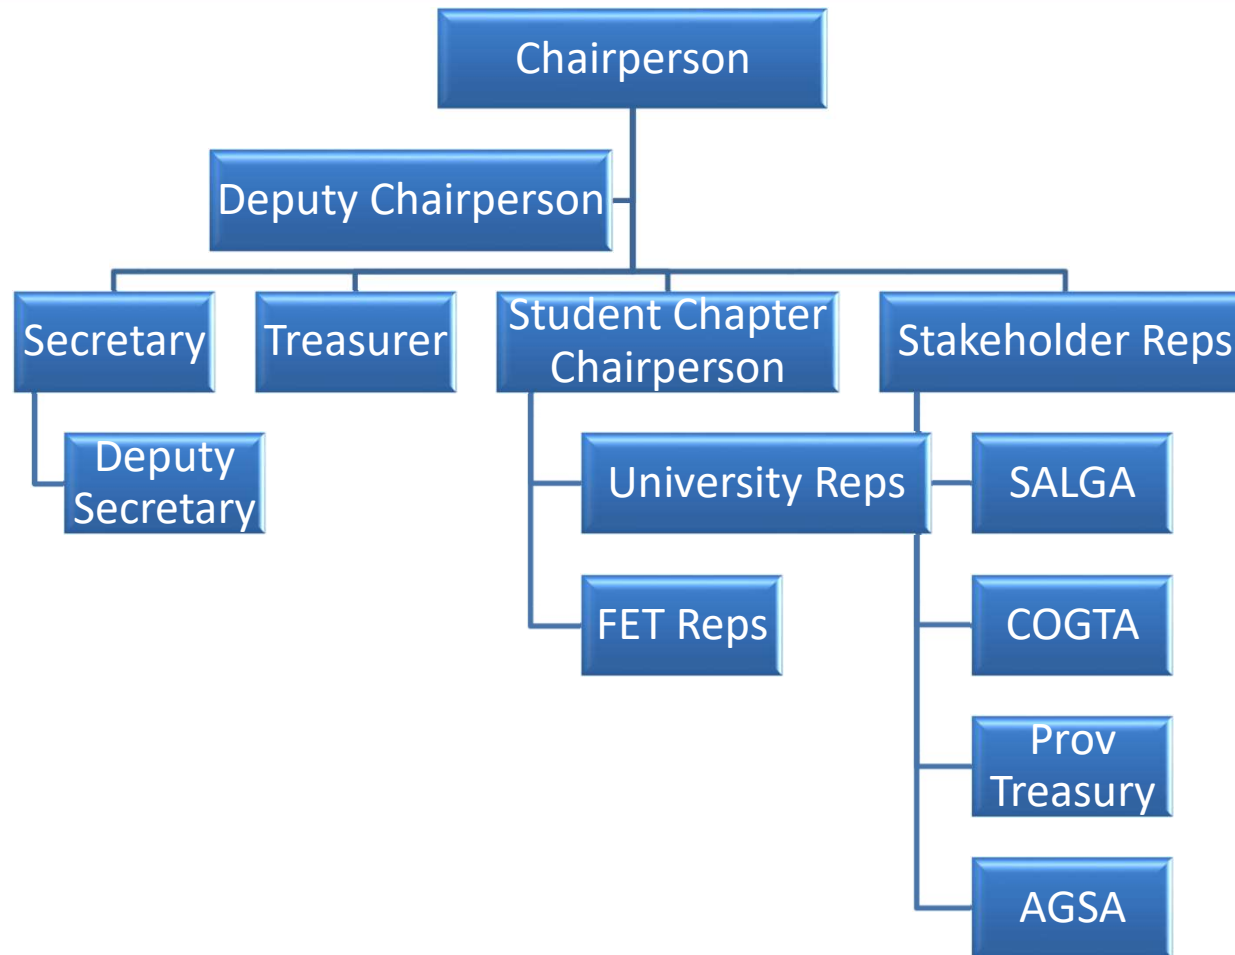 Chairperson
Deputy Chairperson
Secretary
Treasurer
Student Chapter
Chairperson
Stakeholder Reps
Deputy
Secretary
University Reps
SALGA
FET Reps
COGTA
Prov
Treasury
AGSA